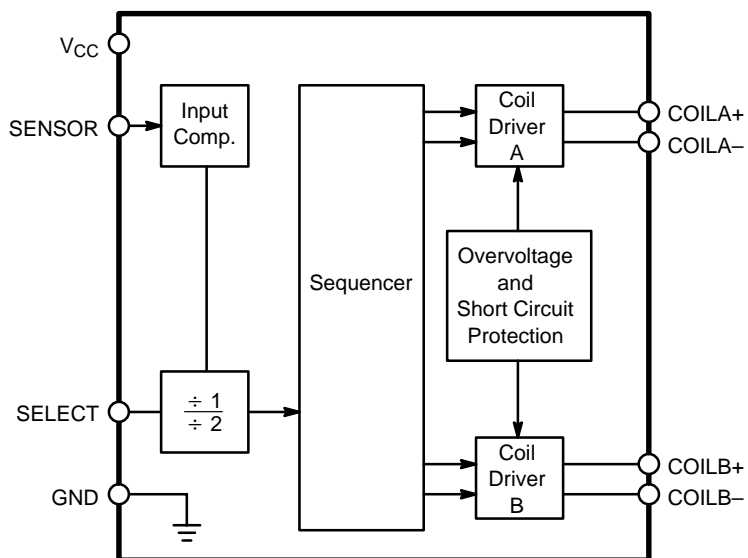 VCC
SENSOR
Input
Comp.
Coil
Driver
A
COILA+
COILA–
Sequencer
Overvoltage
and
Short Circuit
Protection
SELECT
÷ 1
÷ 2
GND
Coil
Driver
B
COILB+
COILB–